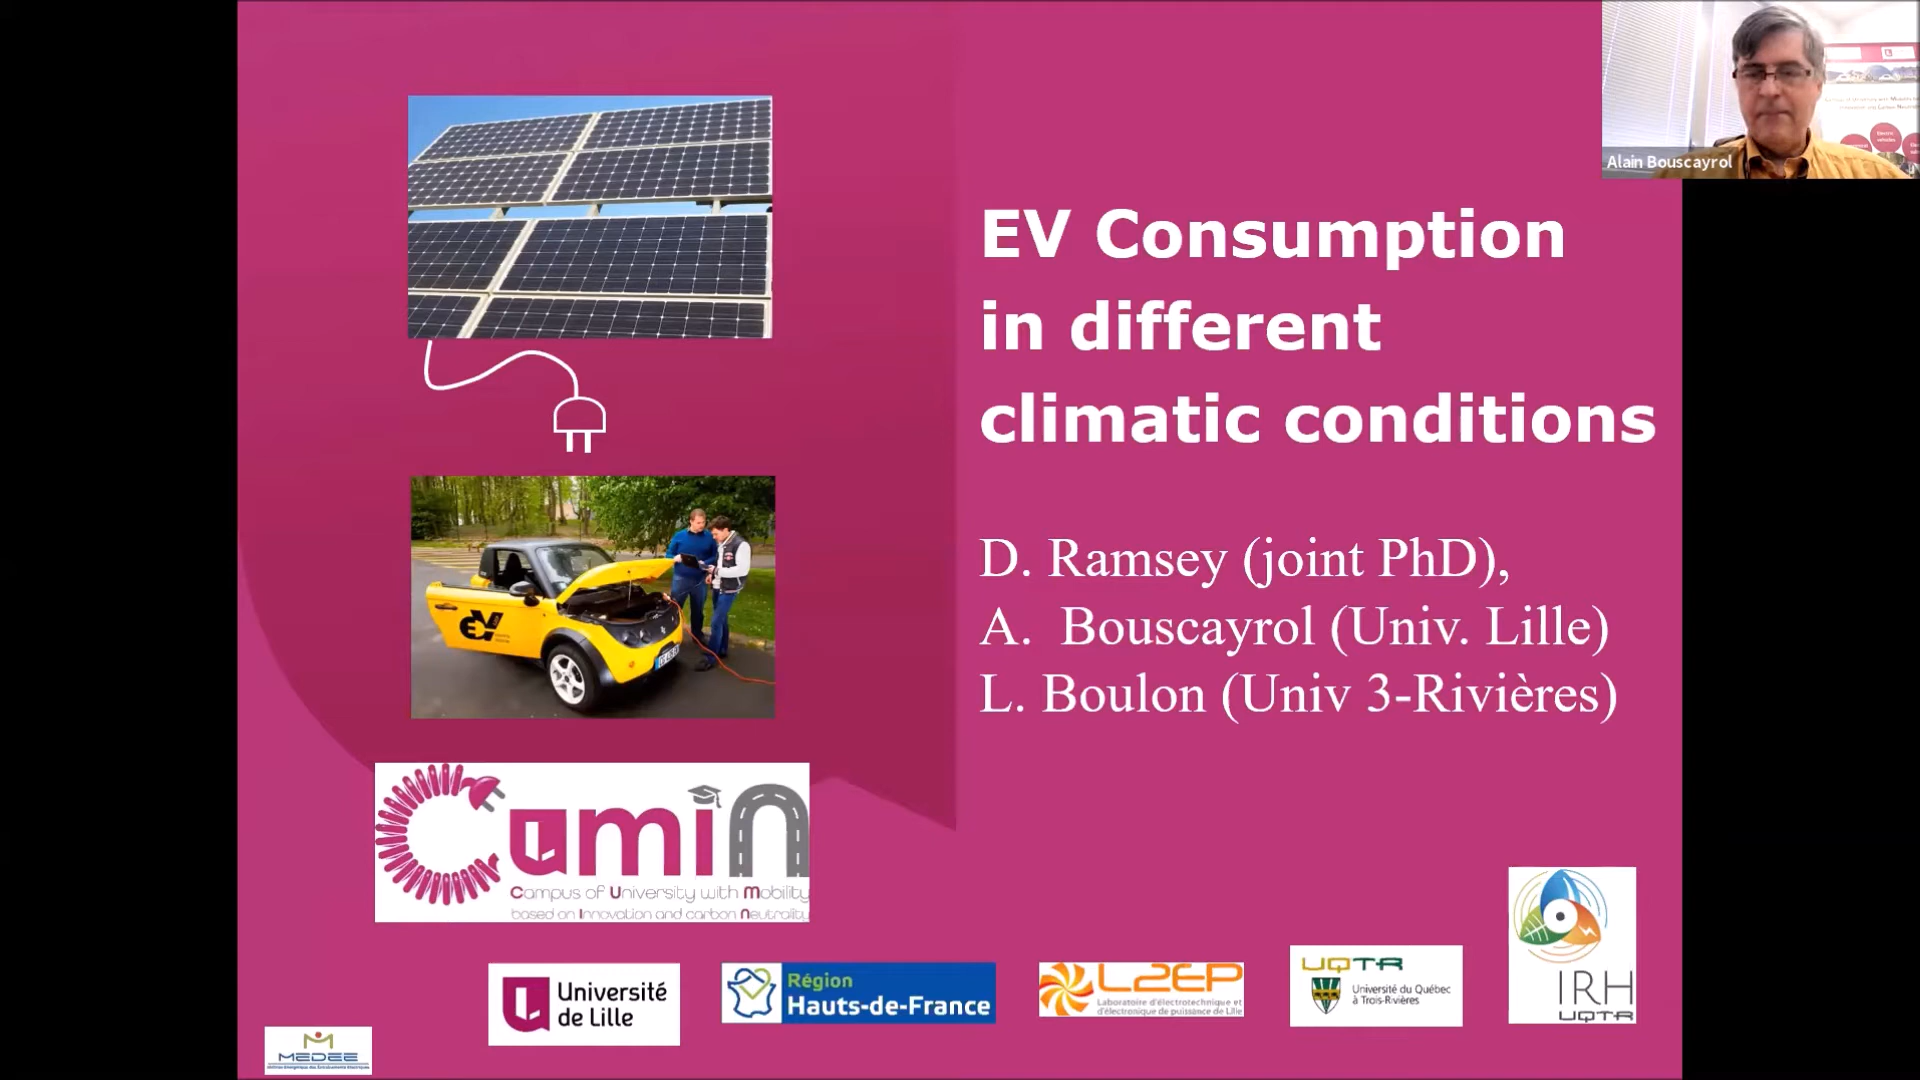 Alain Bouscayrol
EV Consumption
in different
climatic conditions
D. Ramsey (joint PhD),
A. Bouscayrol (Univ. Lille)
L. Boulon (Univ 3-Rivières)
EV
CumiN
Campus of University with Mobility
based on Innovation and carbon Neutrality
Université
de Lille
Région
Hauts-de-France
L2EP
Laboratoire d'électrotechnique et
d'électronique de puissance de Lille
UQTR
Université du Québec
à Trois-Rivières
IRH
UQTR
MEDEE